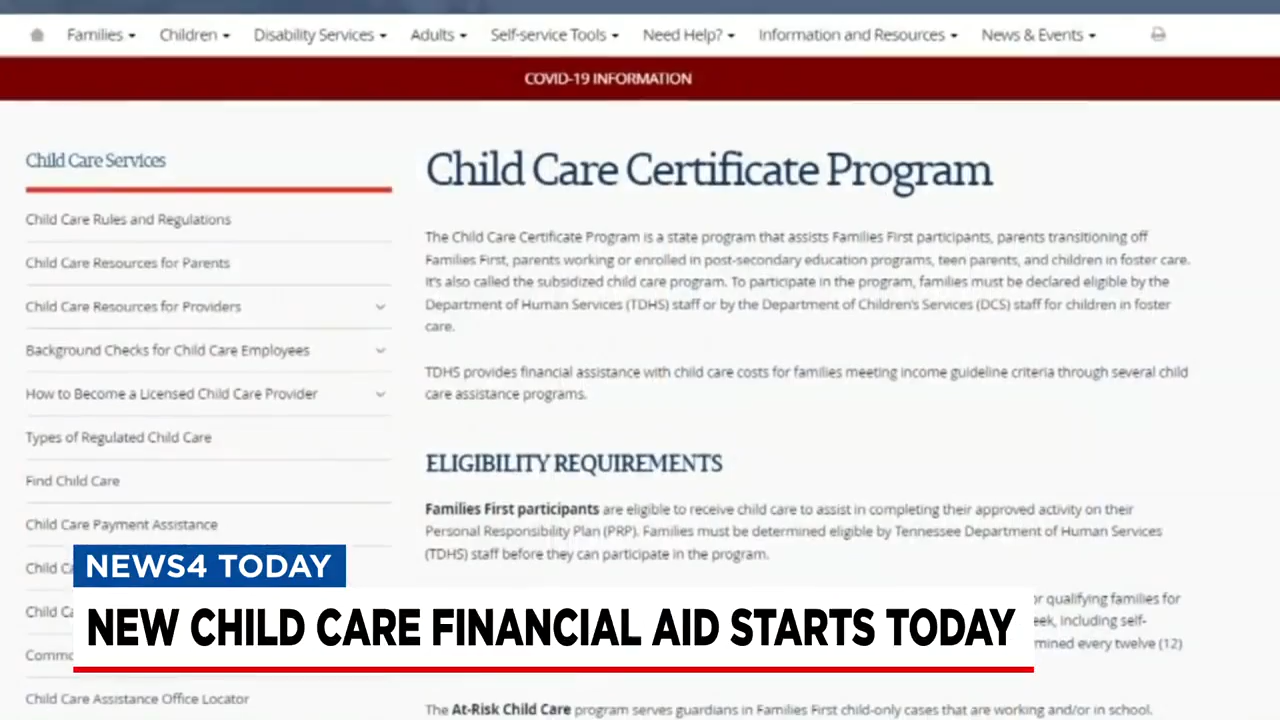 Families Children Disability Services Adults Self-service Tools Need Help? Information and Resources News & Events
COVID-19 INFORMATION
Child Care Services
Child Care Rules and Regulations
Child Care Resources for Parents
Child Care Resources for Providers
Background Checks for Child Care Employees
How to Become a Licensed Child Care Provider
Types of Regulated Child Care
Find Child Care
Child Care Payment Assistance
Child
Child
Child Care Assistance Office Locator
Child Care Certificate Program
The Child Care Certificate Program is a state program that assists Families First participants, parents transitioning off
Families First, parents working or enrolled in post-secondary education programs, teen parents, and children in foster care.
It's also called the subsidized child care program. To participate in the program, families must be declared eligible by the
Department of Human Services (TDHS) staff or by the Department of Children's Services (DCS) staff for children in foster
care.
TDHS provides financial assistance with child care costs for families meeting income guideline criteria through several child
care assistance programs.
ELIGIBILITY REQUIREMENTS
Families First participants are eligible to receive child care to assist in completing their approved activity on their
Personal Responsibility Plan (PRP). Families must be determined eligible by Tennessee Department of Human Services
(TDHS) staff before they can participate in the program.
qualifying families for
including self-
every twelve (12)
The At-Risk Child Care program serves guardians in Families First child-only cases that are working and/or in school.
NEWS4 TODAY
NEW CHILD CARE FINANCIAL AID STARTS TODAY